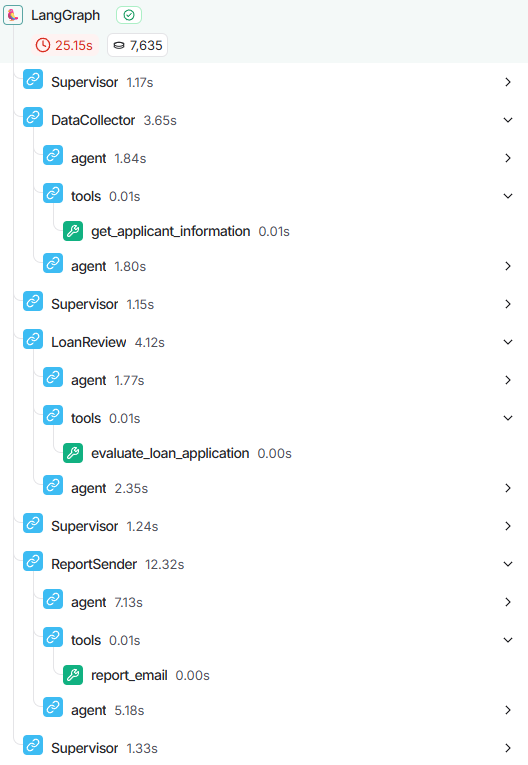 LangGraph
25.15s 7,635
Supervisor 1.17s
DataCollector 3.65s
agent 1.84s
tools 0.01s
get_applicant_information 0.01s
agent 1.80s
Supervisor 1.15s
LoanReview 4.12s
agent 1.77s
tools 0.01s
evaluate_loan_application 0.00s
agent 2.35s
Supervisor 1.24s
ReportSender 12.32s
agent 7.13s
tools 0.01s
report_email 0.00s
agent 5.18s
Supervisor 1.33s